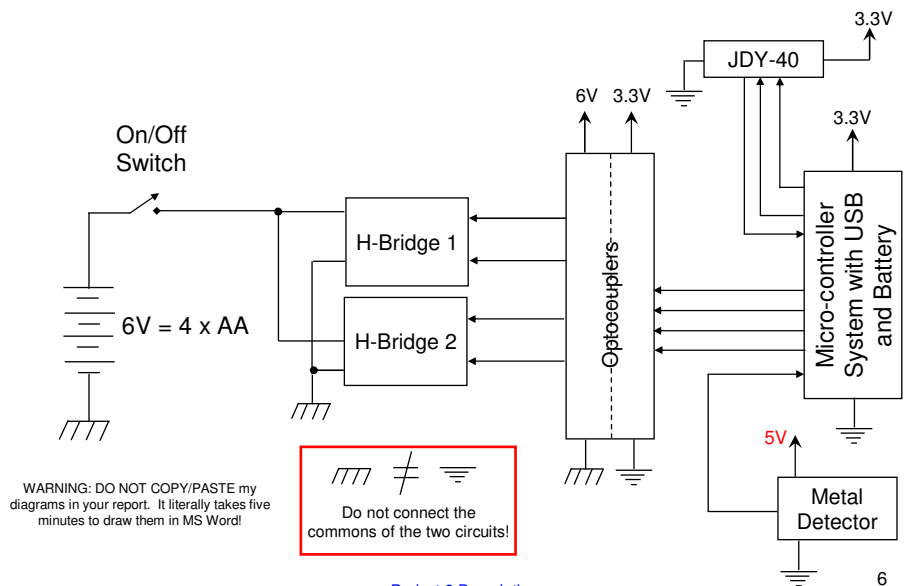 3.3V
JDY-40
6V
3.3V
3.3V
On/Off
Switch
H-Bridge 1
Optocouplers
Micro-controller
System with USB
and Battery
6V = 4 x AA
H-Bridge 2
5V
WARNING: DO NOT COPY/PASTE my
diagrams in your report. It literally takes five
minutes to draw them in MS Word!
Do not connect the
commons of the two circuits!
Metal
Detector
6